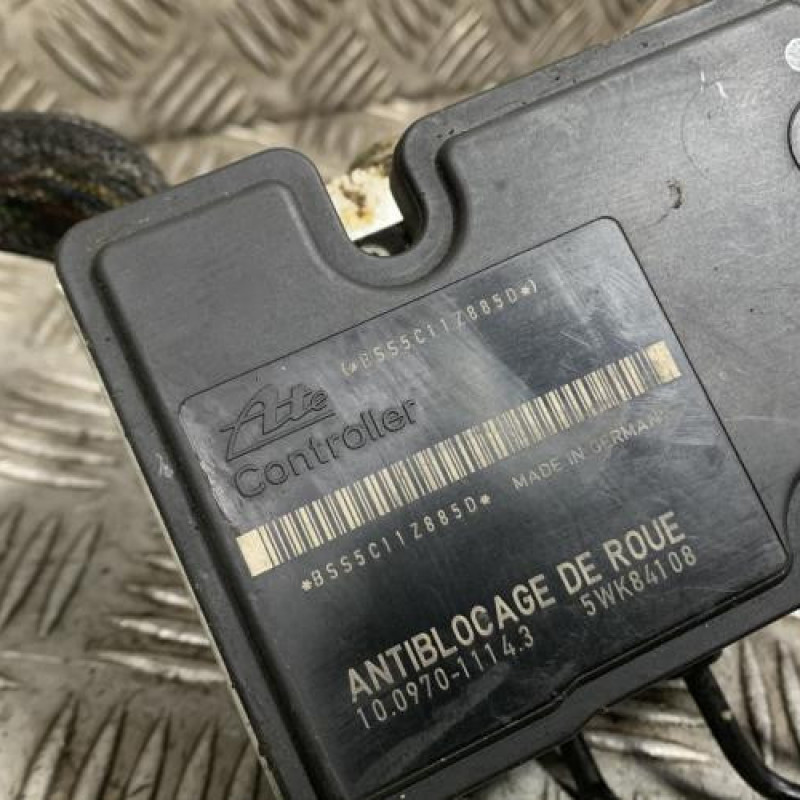 (*BSS5C11Z885D*)
Ate
Controller
*BSS5C11Z885D*
MADE IN GERMANY
ANTIBLOCAGE DE ROUE
10.0970-1114.3 5WK84108